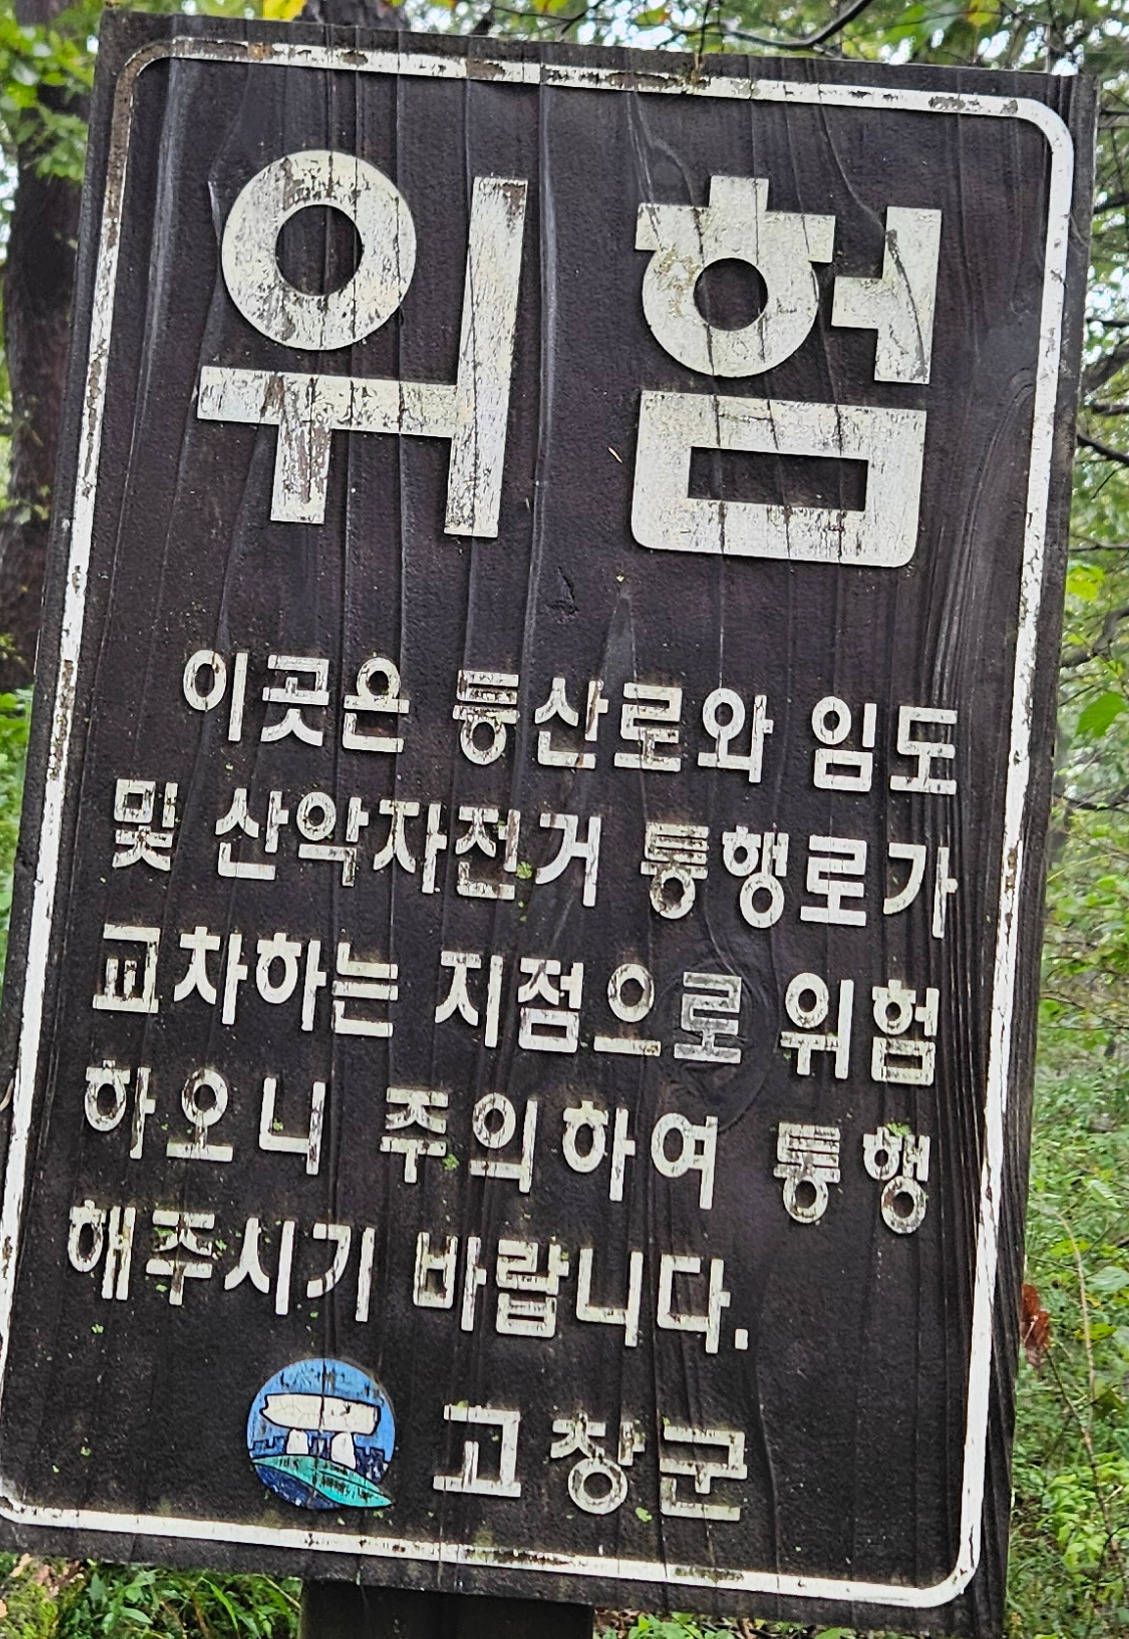 위험
이곳은 등산로와 임도
및 산악자전거 통행로가
교차하는 지점으로 위험
하오니 주의하여 통행
해주시기 바랍니다.
고창군